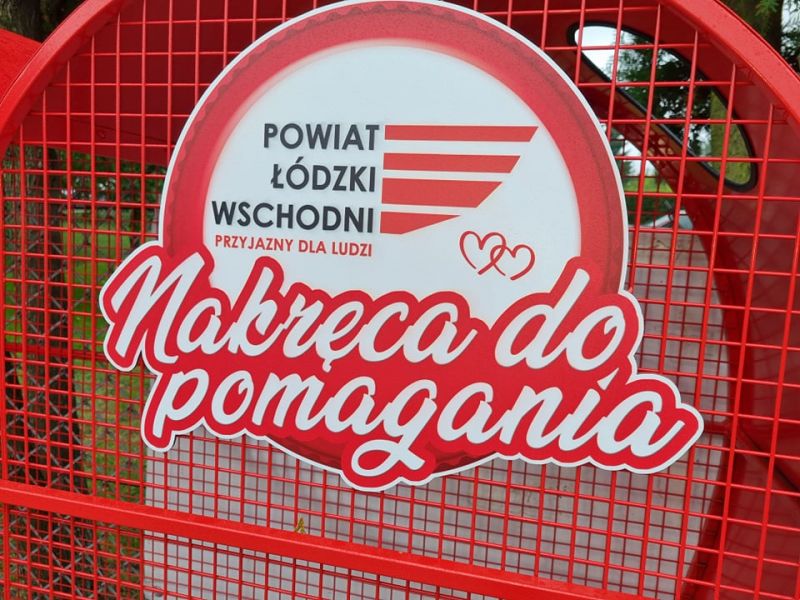 POWIAT
ŁÓDZKI
WSCHODNI
PRZYJAZNY DLA LUDZI
Nakręca do
pomagania